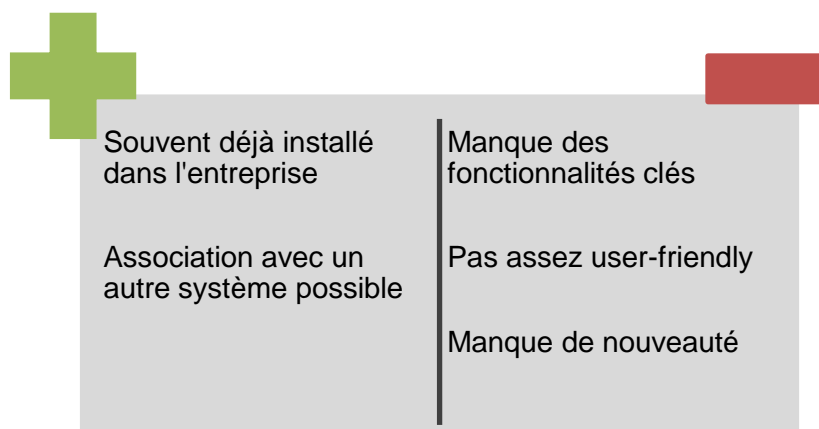 Souvent déjà installé
dans l'entreprise
Association avec un
autre système possible
Manque des
fonctionnalités clés
Pas assez user-friendly
Manque de nouveauté